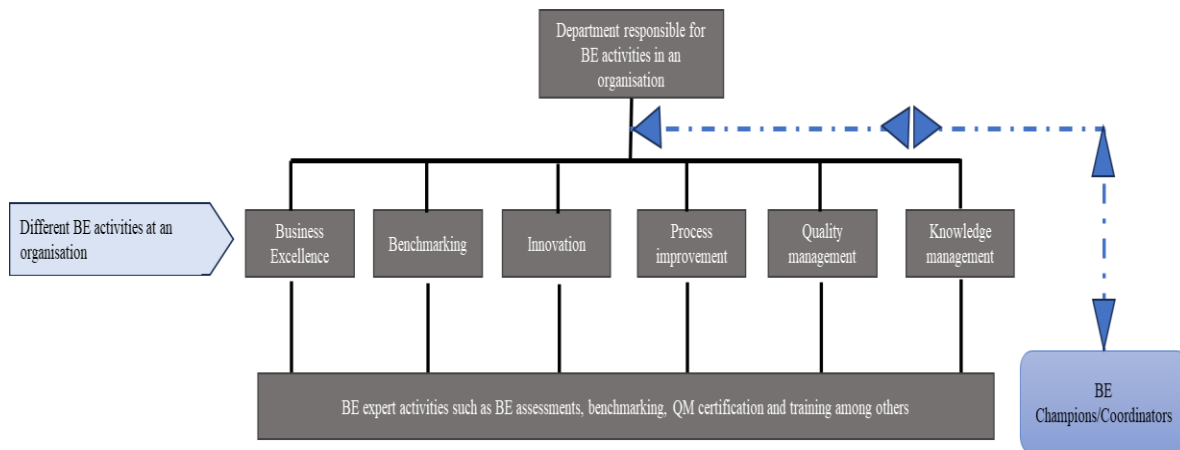 Department responsible for
BE activities in an
organisation
Different BE activities at an
organisation
Business
Excellence
Benchmarking
Innovation
Process
improvement
Quality
management
Knowledge
management
BE expert activities such as BE assessments, benchmarking, QM certification and training among others
BE
Champions/Coordinators